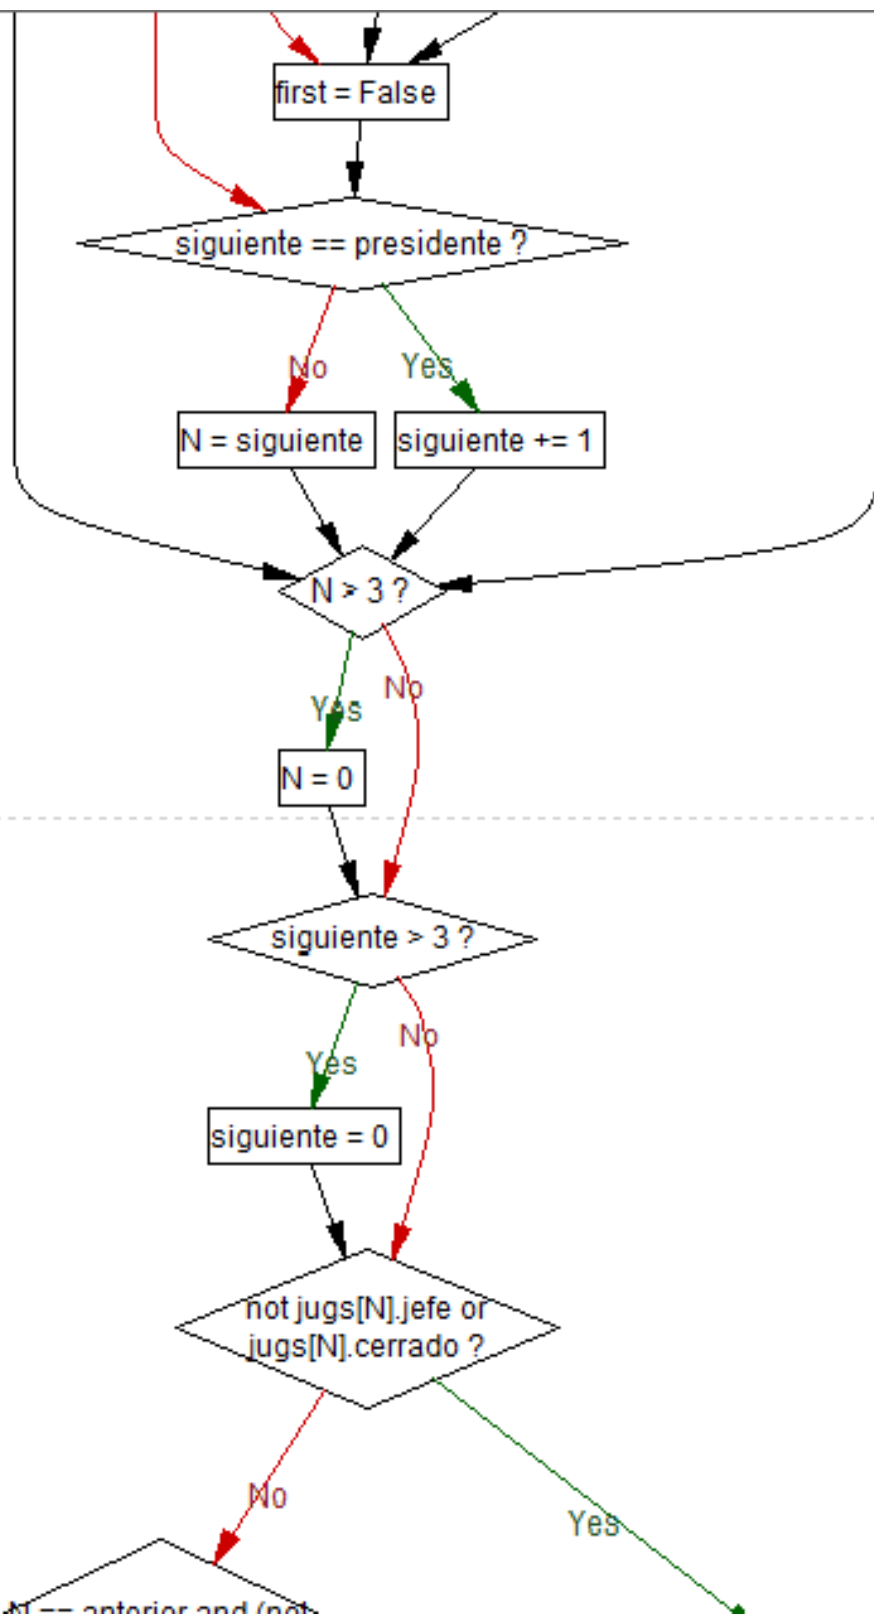 first = False
siguiente == presidente ?
No
Yes
N = siguiente
siguiente += 1
N > 3 ?
No
Yes
N = 0
siguiente > 3 ?
No
Yes
siguiente = 0
not jugs[N].jefe or
jugs[N].cerrado ?
No
Yes
N == anterior and (not